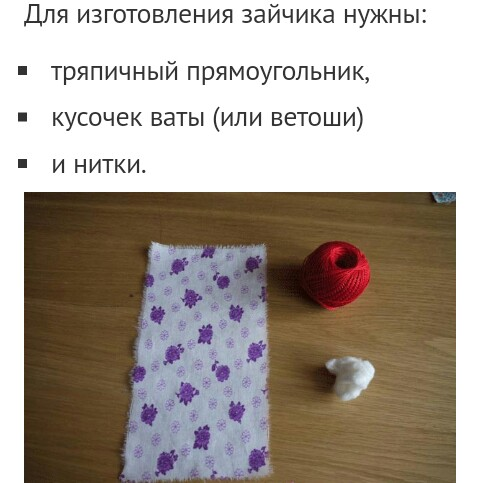 Для изготовления зайчика нужны:
тряпичный прямоугольник,
кусочек ваты (или ветоши)
и нитки.